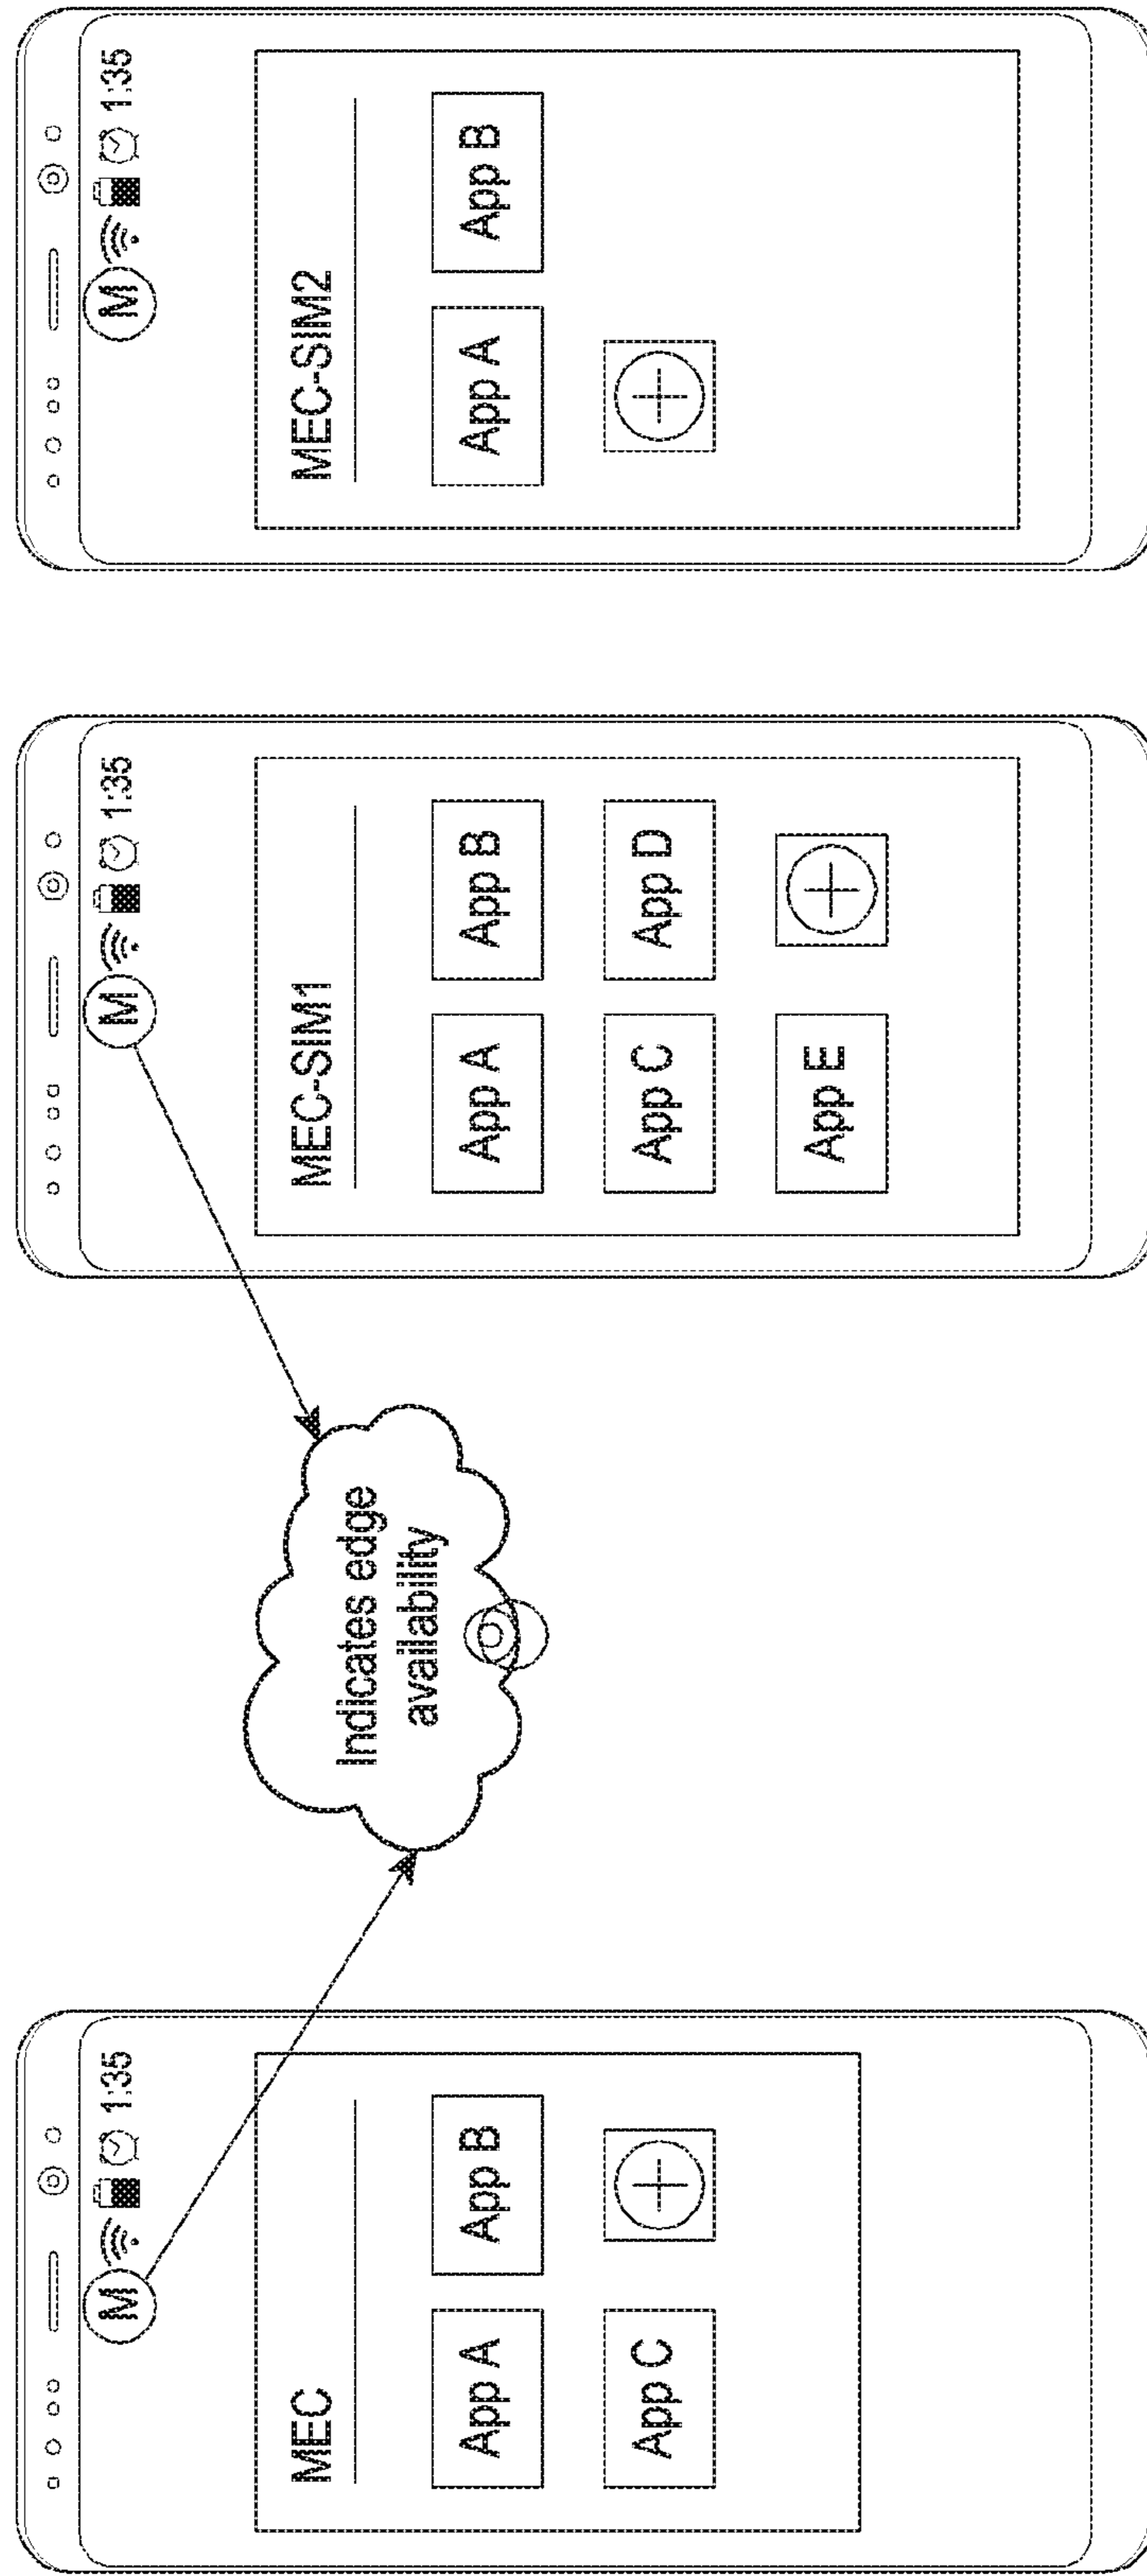 M 1:35
MEC
App A App B
App C
Indicates edge
availability
M 1:35
MEC-SIM1
App A App B
App C App D
App E
M 1:35
MEC-SIM2
App A App B